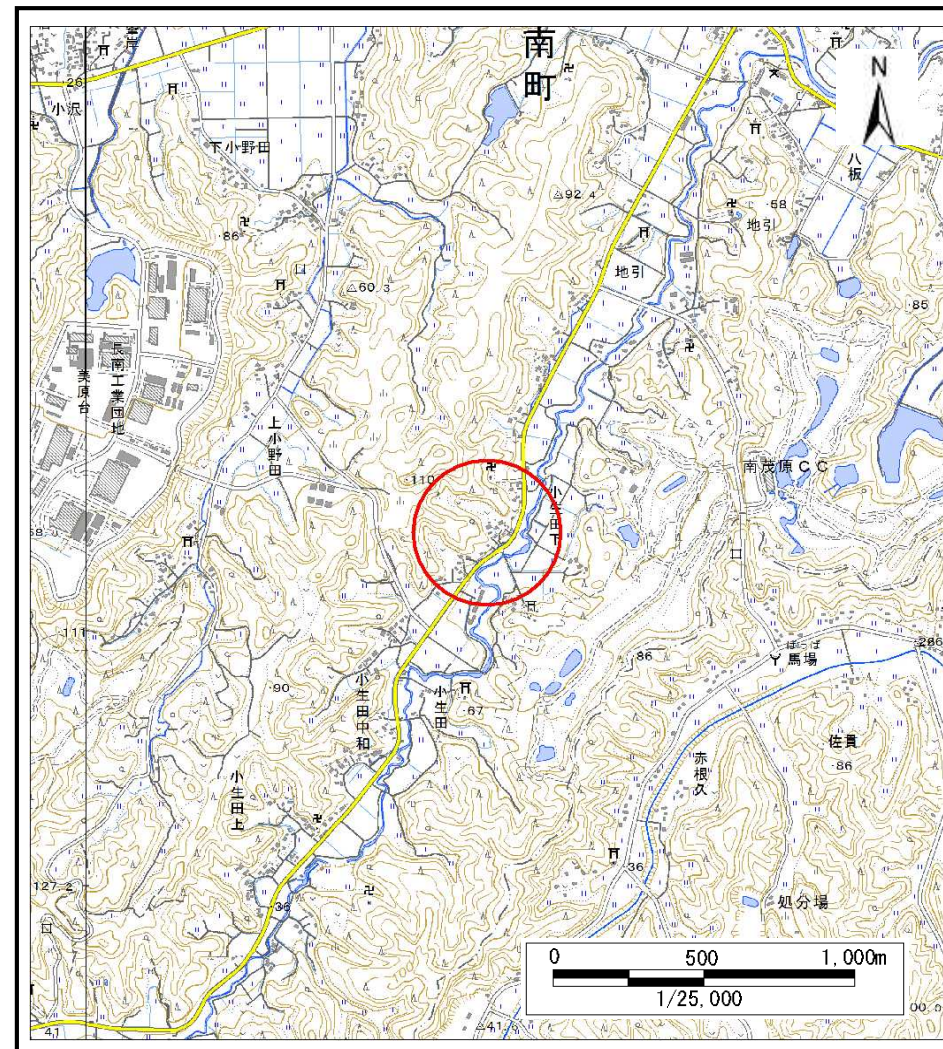 南町
N
26
小沢
下小野田
八板
92.4
58
地引
86
60.3
地引
85
長南工業団地
美原台
上小野田
南茂原CC
110
小生田下
111
86
ばっぱ
馬場
90
小生田中和
小生田
67
佐貫
86
赤根久
小生田上
127.2
36
36
処分場
41
0 500 1,000m
1/25,000